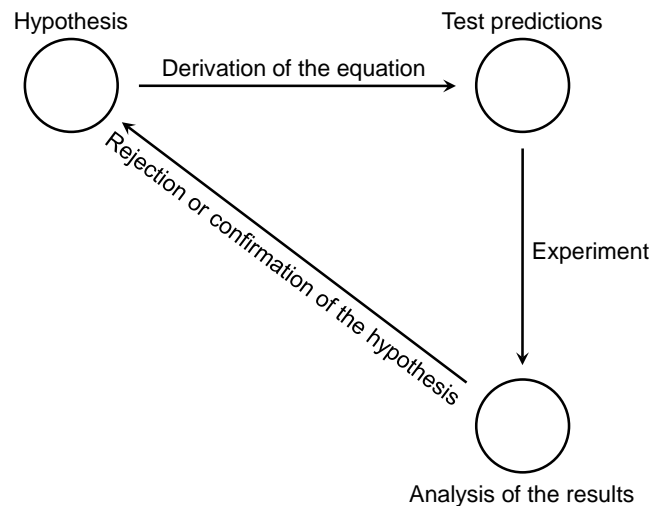 Hypothesis
Test predictions
Derivation of the equation
Rejection or confirmation of the hypothesis
Experiment
Analysis of the results